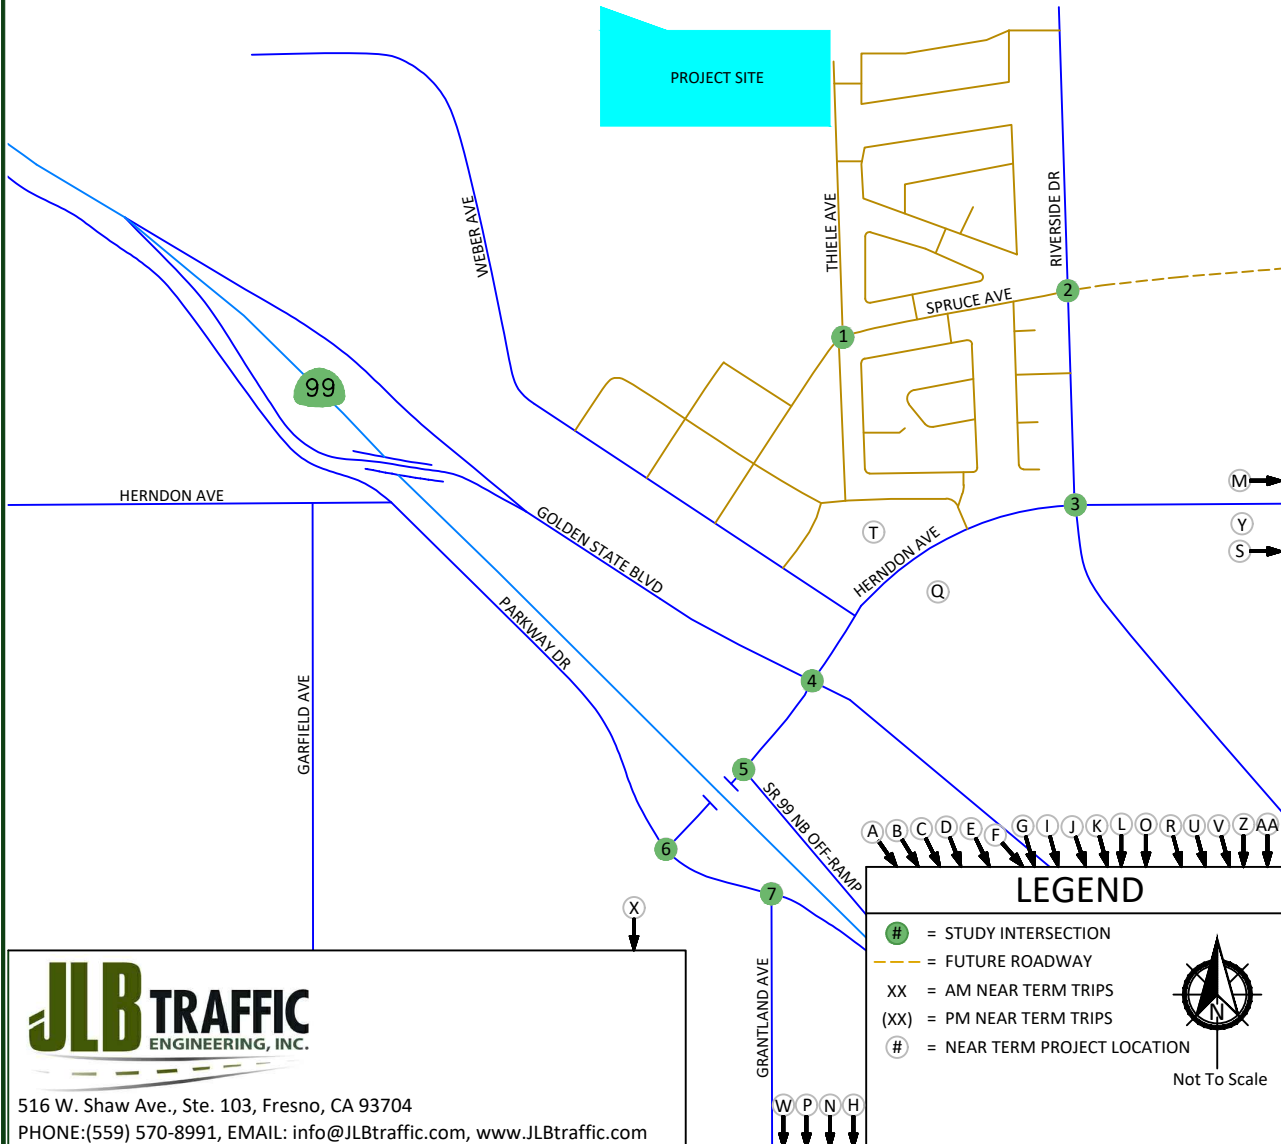 PROJECT SITE
WEBER AVE
THIELE AVE
RIVERSIDE DR
SPRUCE AVE
2
1
99
M
HERNDON AVE
3
GOLDEN STATE BLVD
T
Y
HERNDON AVE
S
Q
PARKWAY DR
4
GARFIELD AVE
5
SR 99 NB OFF-RAMP
6
A B C D E F G I J K L O R U V Z AA
7
X
GRANTLAND AVE
W P N H
LEGEND
# = STUDY INTERSECTION
= FUTURE ROADWAY
XX = AM NEAR TERM TRIPS
(XX) = PM NEAR TERM TRIPS
# = NEAR TERM PROJECT LOCATION
N
Not To Scale
JLB TRAFFIC
ENGINEERING, INC.
516 W. Shaw Ave., Ste. 103, Fresno, CA 93704
PHONE:(559) 570-8991, EMAIL: info@JLBtraffic.com, www.JLBtraffic.com